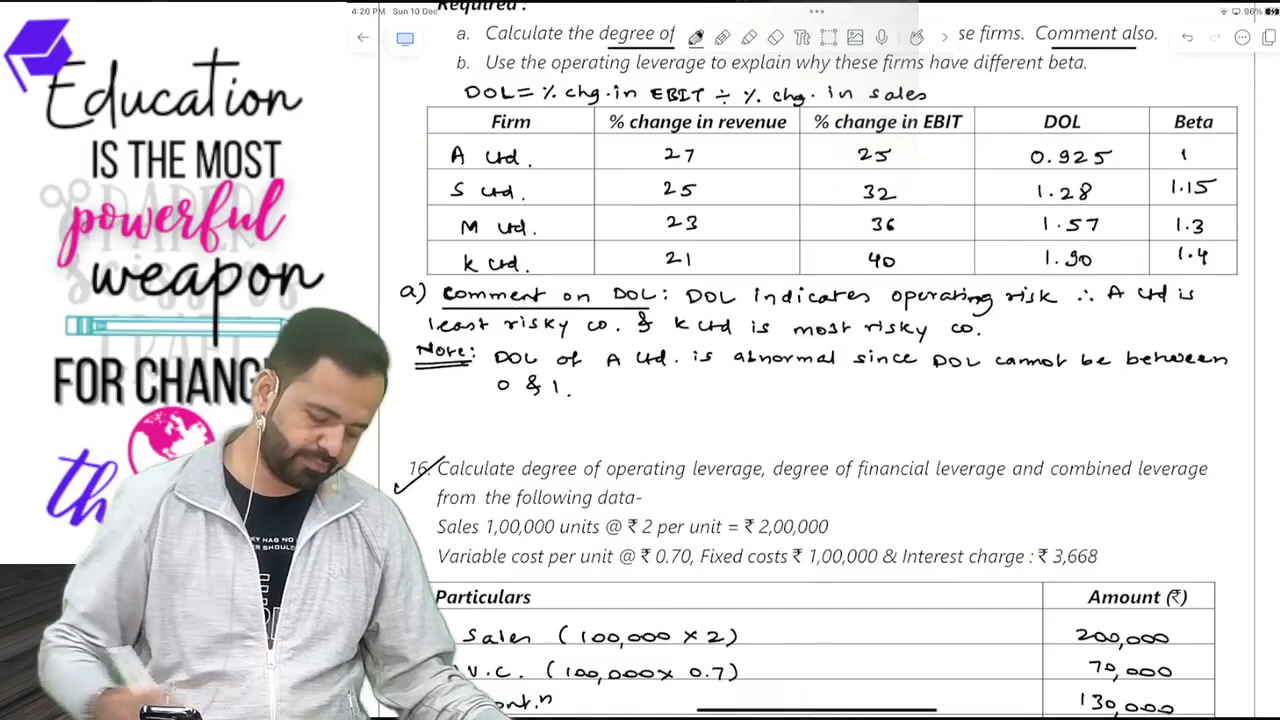 4:20 PM Sun 10 Dec
96%
Education
IS THE MOST
powerful
weapon
FOR CHANG
th
Required :
a. Calculate the degree of se firms. Comment also.
b. Use the operating leverage to explain why these firms have different beta.
DOL = % chg. in EBIT ÷ % chg. in sales
Firm % change in revenue % change in EBIT DOL Beta
A Ltd. 27 25 0.925 1
S Ltd. 25 32 1.28 1.15
M Ltd. 23 36 1.57 1.3
K Ltd. 21 40 1.90 1.4
a) Comment on DOL: DOL indicates operating risk ∴ A Ltd is
least risky co. & K Ltd is most risky co.
Note: DOL of A Ltd. is abnormal since DOL cannot be between
0 & 1.
16. Calculate degree of operating leverage, degree of financial leverage and combined leverage
from the following data-
Sales 1,00,000 units @ ₹ 2 per unit = ₹ 2,00,000
Variable cost per unit @ ₹ 0.70, Fixed costs ₹ 1,00,000 & Interest charge : ₹ 3,668
Particulars Amount (₹)
Sales (100,000 × 2) 200,000
V.C. (100,000 × 0.7) 70,000
ont.n 130,000